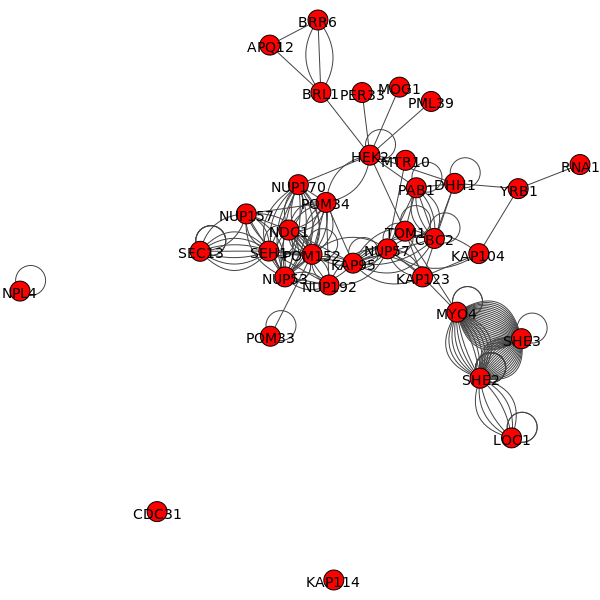 BRR6
APQ12
BRL1
PER33
MOG1
PML39
HEK2
MTR10
RNA1
NUP170
PAB1
DHH1
YRB1
POM34
NUP157
NDC1
TOM1
CBC2
SEC13
SEH1
POM152
NUP57
KAP104
KAP95
NUP53
NUP192
KAP123
NPL4
MYO4
POM33
SHE3
SHE2
LOC1
CDC31
KAP114